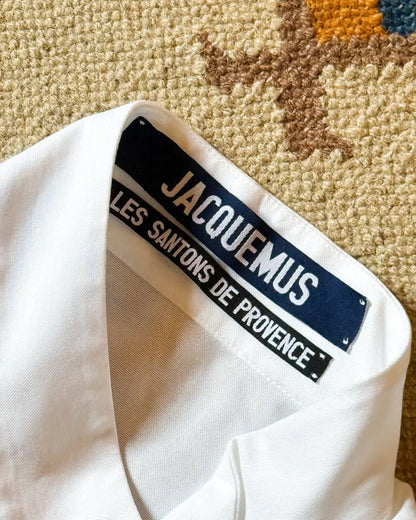 JACQUEMUS
LES SANTONS DE PROVENCE